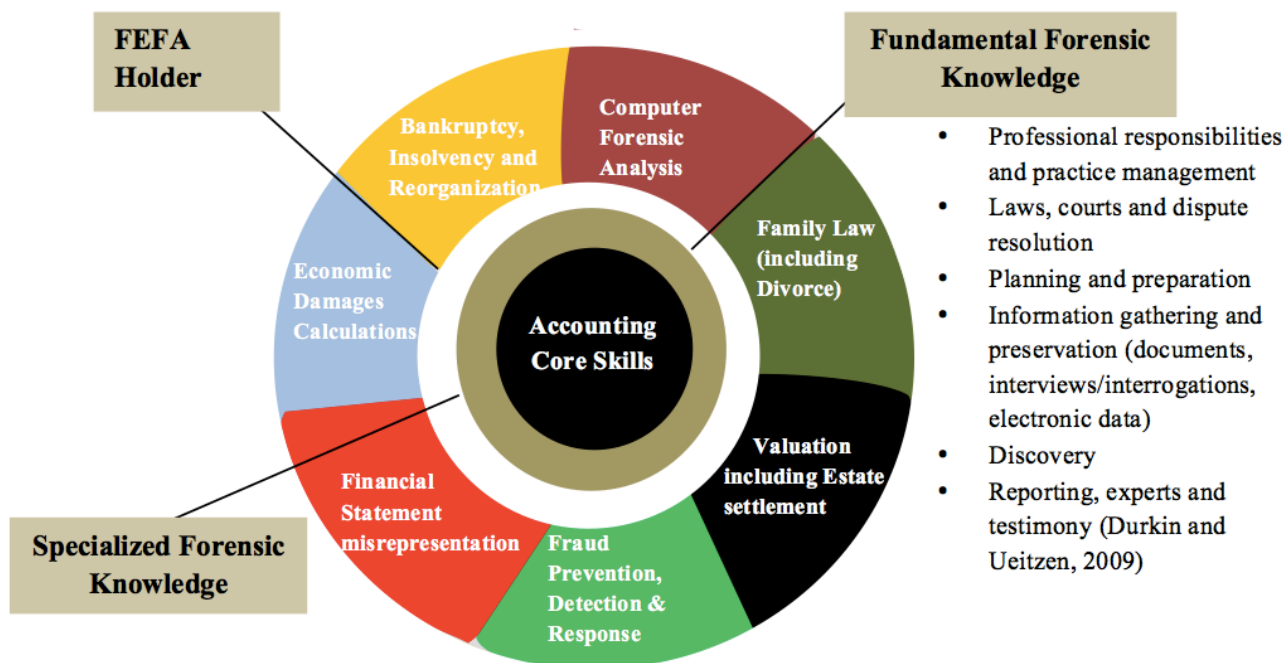 FEFA
Holder
Fundamental Forensic
Knowledge
Bankruptcy,
Insolvency and
Reorganization
Computer
Forensic
Analysis
Family Law
(including
Divorce)
Economic
Damages
Calculations
Accounting
Core Skills
Valuation
including Estate
settlement
Financial
Statement
misrepresentation
Fraud
Prevention,
Detection &
Response
Specialized Forensic
Knowledge
• Professional responsibilities
and practice management
• Laws, courts and dispute
resolution
• Planning and preparation
• Information gathering and
preservation (documents,
interviews/interrogations,
electronic data)
• Discovery
• Reporting, experts and
testimony (Durkin and
Ueitzen, 2009)